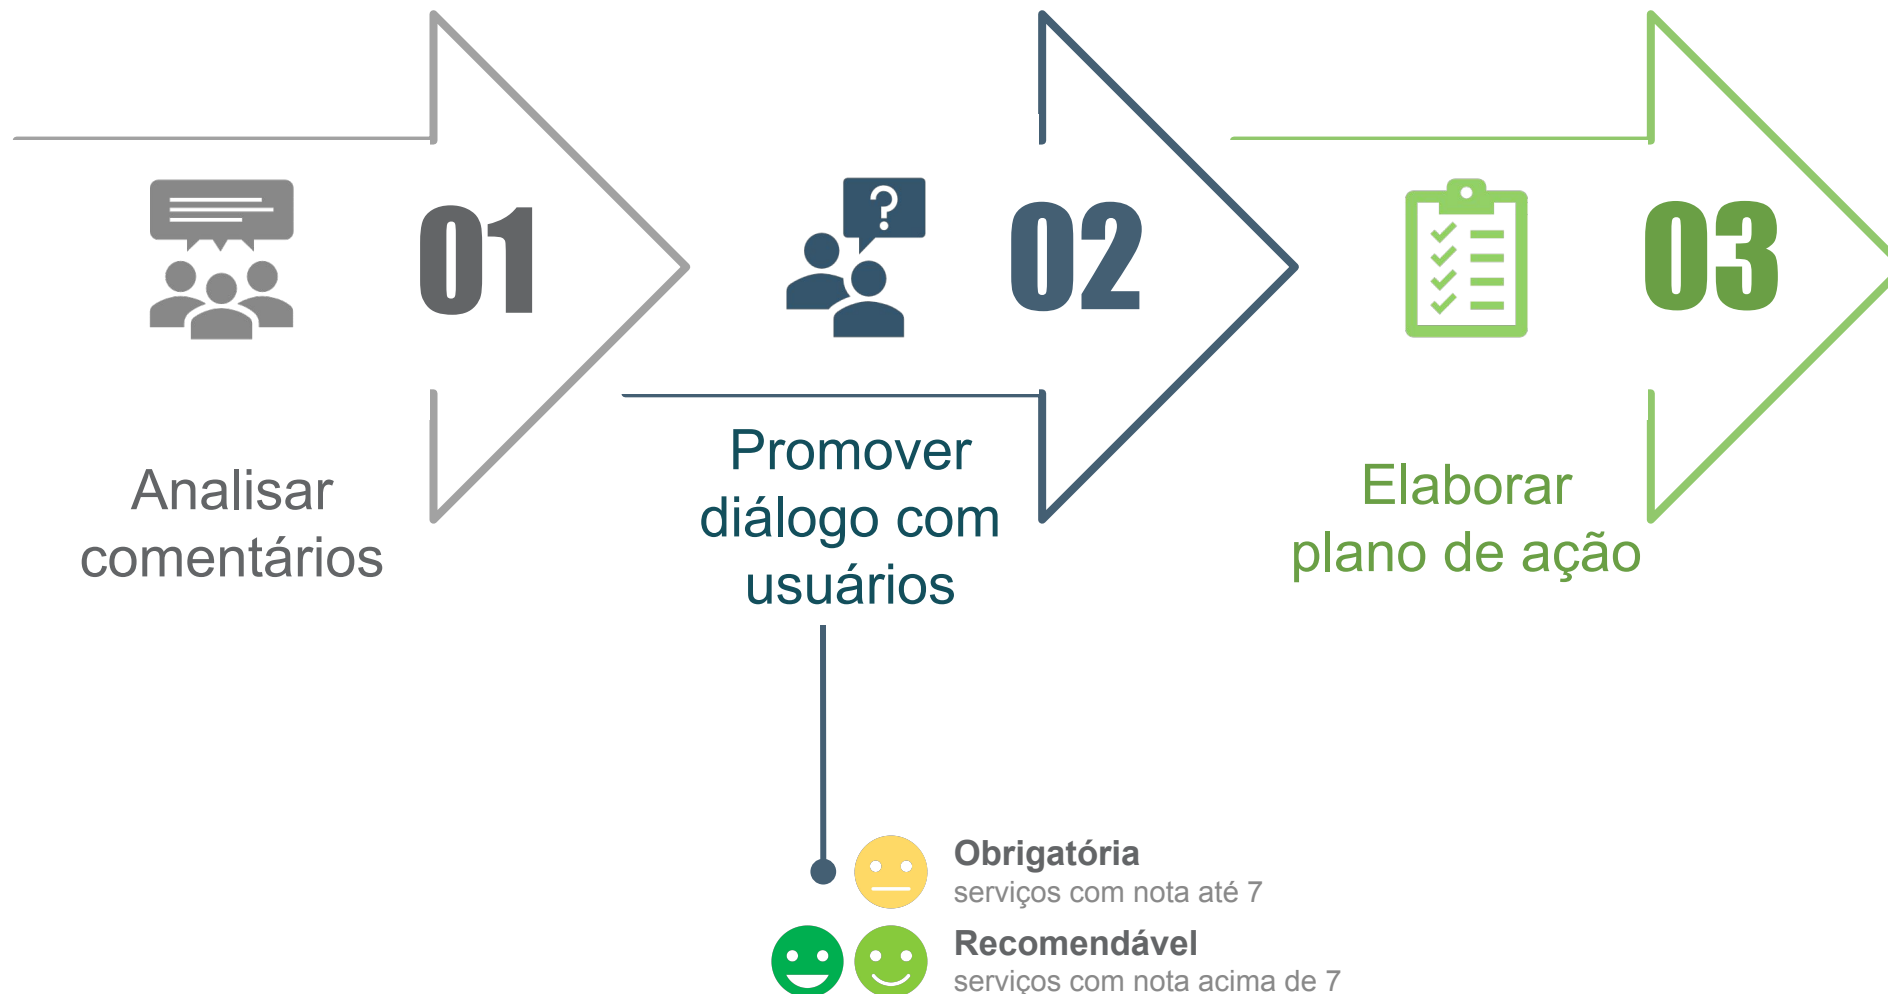 01
Analisar
comentários
?
02
Promover
diálogo com
usuários
03
Elaborar
plano de ação
Obrigatória
serviços com nota até 7
Recomendável
serviços com nota acima de 7